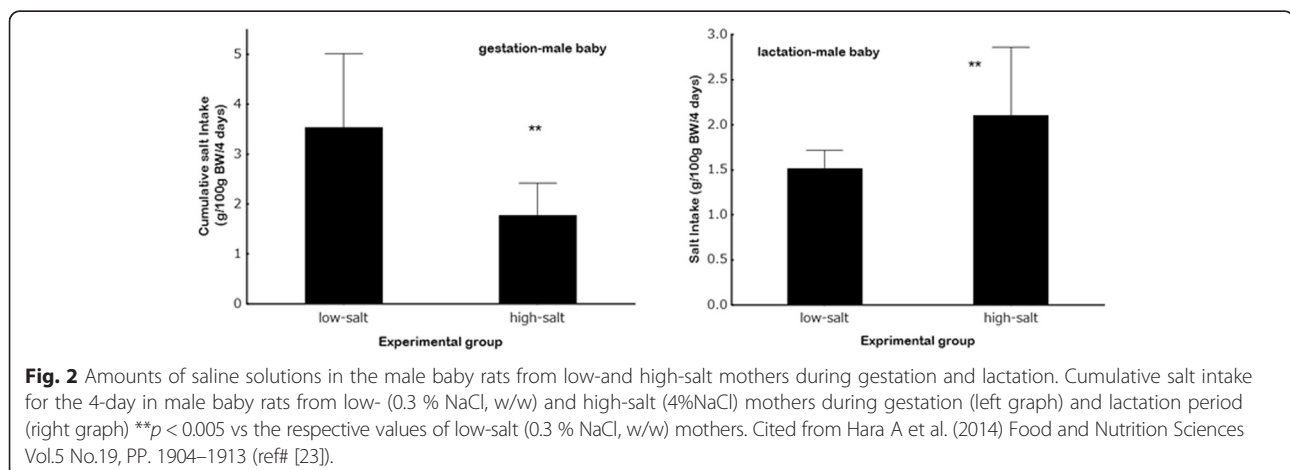 gestation-male baby
Cumulative salt Intake
(g/100g BW/4 days)
5
4
3
2
1
0
**
low-salt
high-salt
Experimental group
lactation-male baby
Salt Intake (g/100g BW/4 days)
3.0
2.5
2.0
1.5
1.0
0.5
0.0
**
low-salt
high-salt
Exprimental group
Fig. 2 Amounts of saline solutions in the male baby rats from low-and high-salt mothers during gestation and lactation. Cumulative salt intake
for the 4-day in male baby rats from low- (0.3 % NaCl, w/w) and high-salt (4%NaCl) mothers during gestation (left graph) and lactation period
(right graph) **p < 0.005 vs the respective values of low-salt (0.3 % NaCl, w/w) mothers. Cited from Hara A et al. (2014) Food and Nutrition Sciences
Vol.5 No.19, PP. 1904–1913 (ref# [23]).